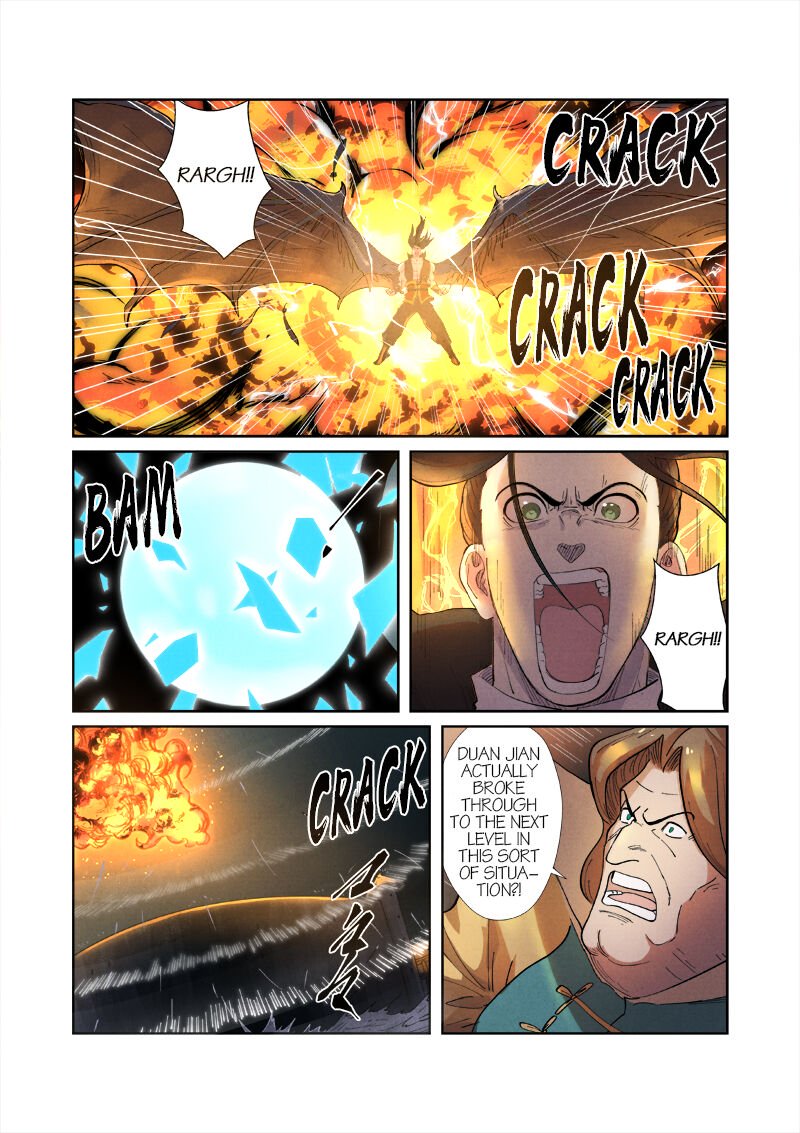 RARGH!!
CRACK
CRACK
CRACK
BAM
RARGH!!
CRACK
DUAN JIAN
ACTUALLY
BROKE
THROUGH
TO THE NEXT
LEVEL IN
THIS SORT
OF SITUA-
TION?!